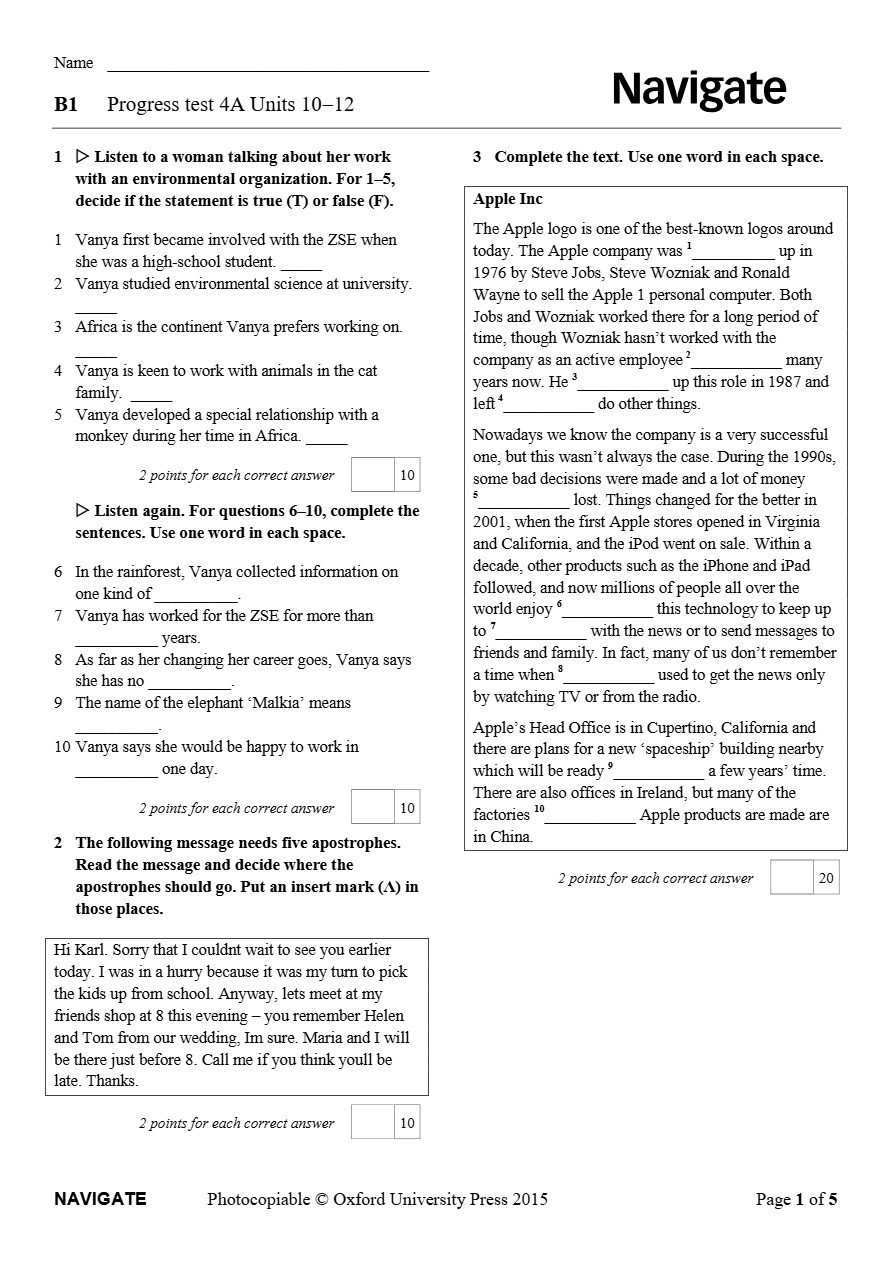 Name ______________________________________
Navigate
B1 Progress test 4A Units 10–12
1 ▷ Listen to a woman talking about her work
with an environmental organization. For 1–5,
decide if the statement is true (T) or false (F).
1 Vanya first became involved with the ZSE when
she was a high-school student. _____
2 Vanya studied environmental science at university.
_____
3 Africa is the continent Vanya prefers working on.
_____
4 Vanya is keen to work with animals in the cat
family. _____
5 Vanya developed a special relationship with a
monkey during her time in Africa. _____
2 points for each correct answer 10
▷ Listen again. For questions 6–10, complete the
sentences. Use one word in each space.
6 In the rainforest, Vanya collected information on
one kind of __________.
7 Vanya has worked for the ZSE for more than
__________ years.
8 As far as her changing her career goes, Vanya says
she has no __________.
9 The name of the elephant ‘Malkia’ means
__________.
10 Vanya says she would be happy to work in
__________ one day.
2 points for each correct answer 10
2 The following message needs five apostrophes.
Read the message and decide where the
apostrophes should go. Put an insert mark (Λ) in
those places.
Hi Karl. Sorry that I couldnt wait to see you earlier
today. I was in a hurry because it was my turn to pick
the kids up from school. Anyway, lets meet at my
friends shop at 8 this evening – you remember Helen
and Tom from our wedding, Im sure. Maria and I will
be there just before 8. Call me if you think youll be
late. Thanks.
2 points for each correct answer 10
3 Complete the text. Use one word in each space.
Apple Inc
The Apple logo is one of the best-known logos around
today. The Apple company was 1__________ up in
1976 by Steve Jobs, Steve Wozniak and Ronald
Wayne to sell the Apple 1 personal computer. Both
Jobs and Wozniak worked there for a long period of
time, though Wozniak hasn’t worked with the
company as an active employee 2___________ many
years now. He 3___________ up this role in 1987 and
left 4___________ do other things.
Nowadays we know the company is a very successful
one, but this wasn’t always the case. During the 1990s,
some bad decisions were made and a lot of money
5___________ lost. Things changed for the better in
2001, when the first Apple stores opened in Virginia
and California, and the iPod went on sale. Within a
decade, other products such as the iPhone and iPad
followed, and now millions of people all over the
world enjoy 6___________ this technology to keep up
to 7___________ with the news or to send messages to
friends and family. In fact, many of us don’t remember
a time when 8___________ used to get the news only
by watching TV or from the radio.
Apple’s Head Office is in Cupertino, California and
there are plans for a new ‘spaceship’ building nearby
which will be ready 9___________ a few years’ time.
There are also offices in Ireland, but many of the
factories 10___________ Apple products are made are
in China.
2 points for each correct answer 20
NAVIGATE Photocopiable © Oxford University Press 2015 Page 1 of 5